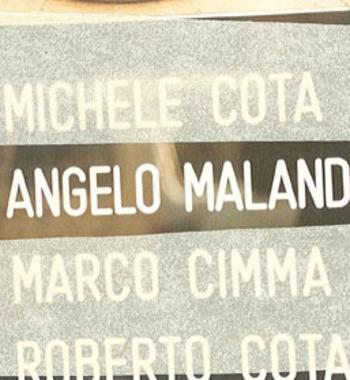 MICHELE COTA
ANGELO MALAND
MARCO CIMMA
ROBERTO COTA